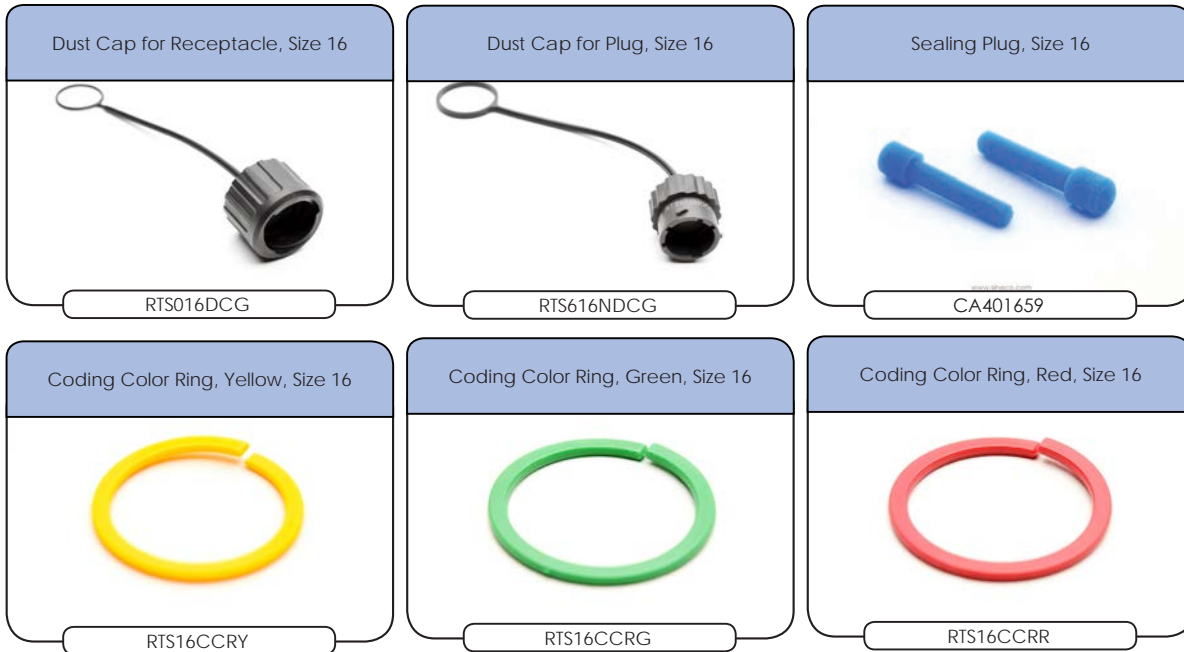 Dust Cap for Receptacle, Size 16
Dust Cap for Plug, Size 16
Sealing Plug, Size 16
RTS016DCG
RTS616NDCG
CA401659
Coding Color Ring, Yellow, Size 16
Coding Color Ring, Green, Size 16
Coding Color Ring, Red, Size 16
RTS16CCRY
RTS16CCRG
RTS16CCRR